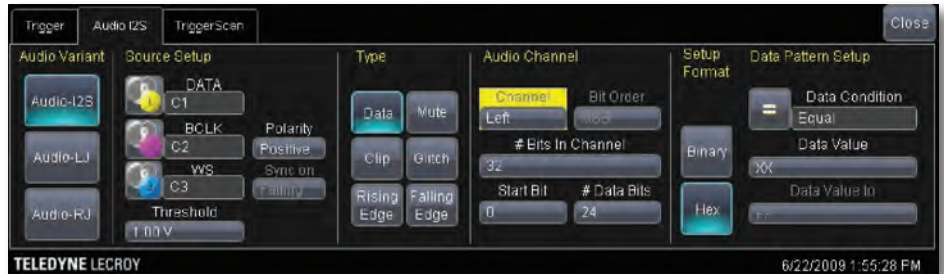 Trigger Audio I2S TriggerScan Close
Audio Variant
Audio-I2S
Audio-LJ
Audio-RJ
Source Setup
DATA
C1
BCLK
C2
Polarity
Positive
WS
C3
Sync on
Falling
Threshold
1.00 V
Type
Data Mute
Clip Glitch
Rising Edge Falling Edge
Audio Channel
Channel
Left
Bit Order
# Bits In Channel
32
Start Bit
0
# Data Bits
24
Setup Format
Binary
Hex
Data Pattern Setup
=
Data Condition
Equal
Data Value
XX
Data Value to
TELEDYNE LECROY 6/22/2009 1:55:28 PM